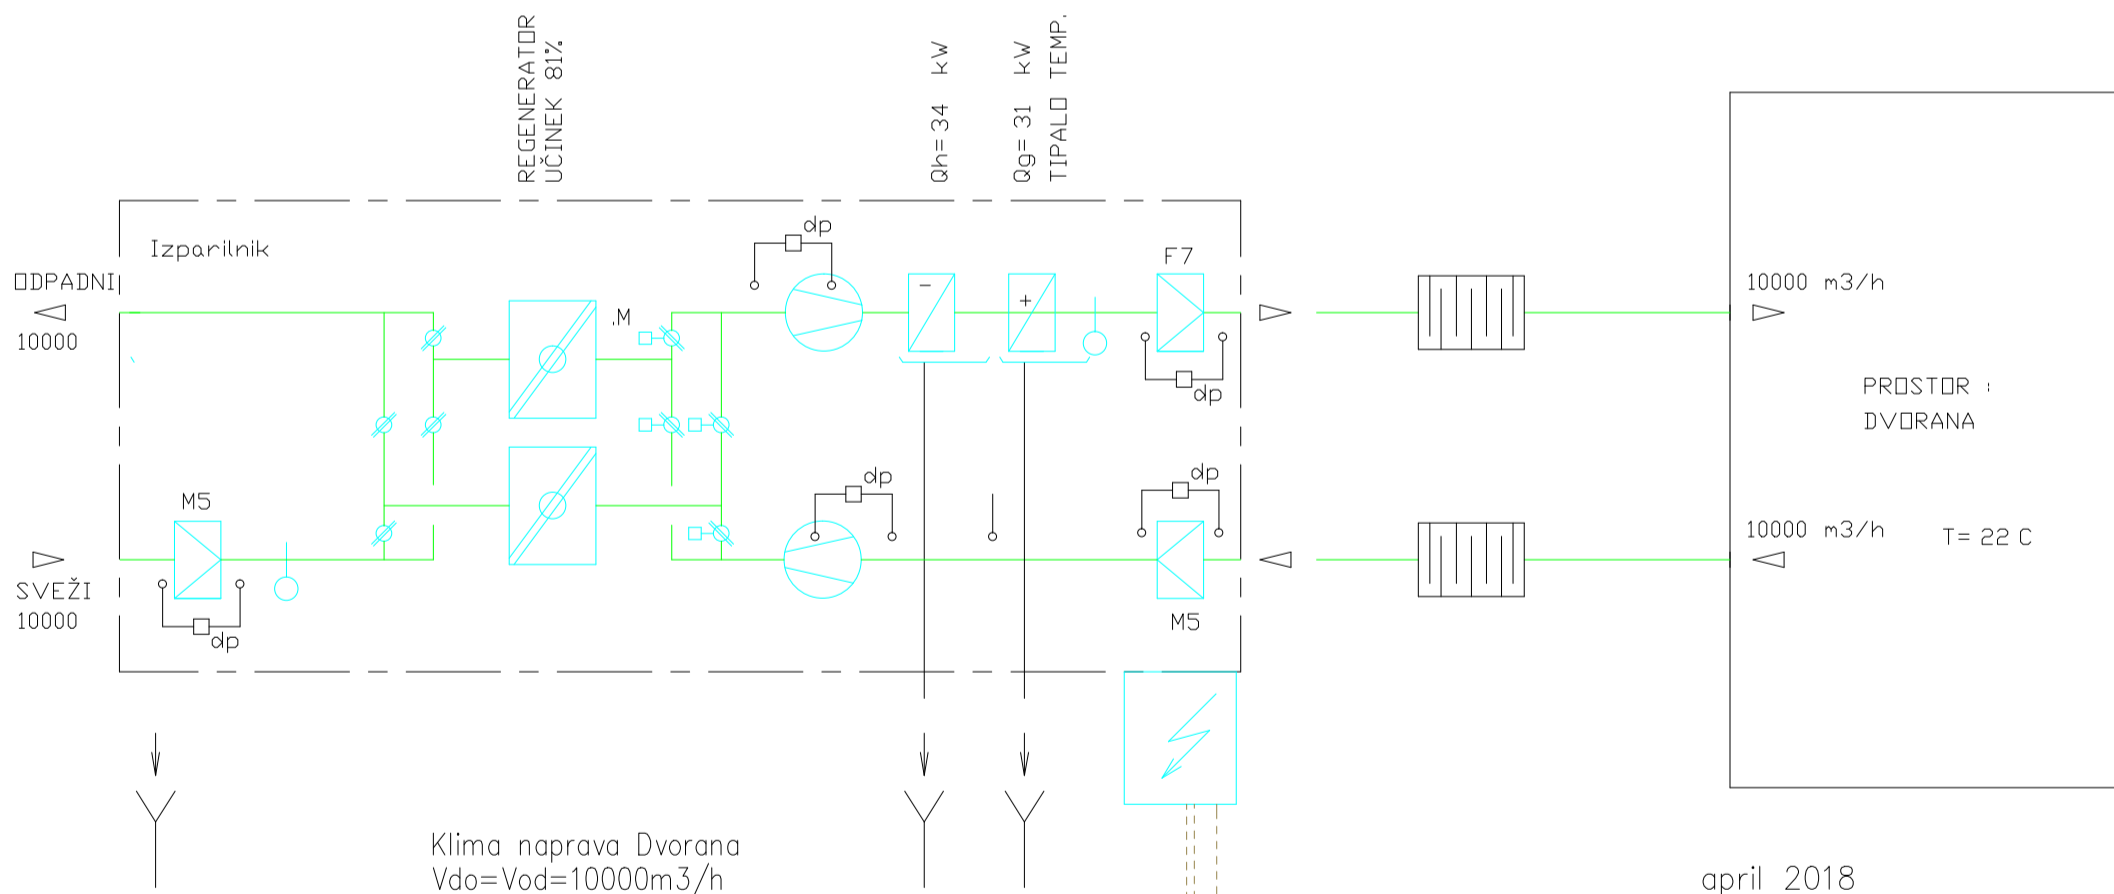 REGENERATOR
UČINEK 81%
Qh= 34 kW
Qg= 31 kW
TIPALO TEMP.
Izparilnik
dp
F7
ODPADNI
10000
.M
+
-
dp
10000 m3/h
PROSTOR :
DVORANA
M5
dp
dp
10000 m3/h
T= 22 C
SVEŽI
10000
dp
M5
Klima naprava Dvorana
Vdo=Vod=10000m3/h
april 2018